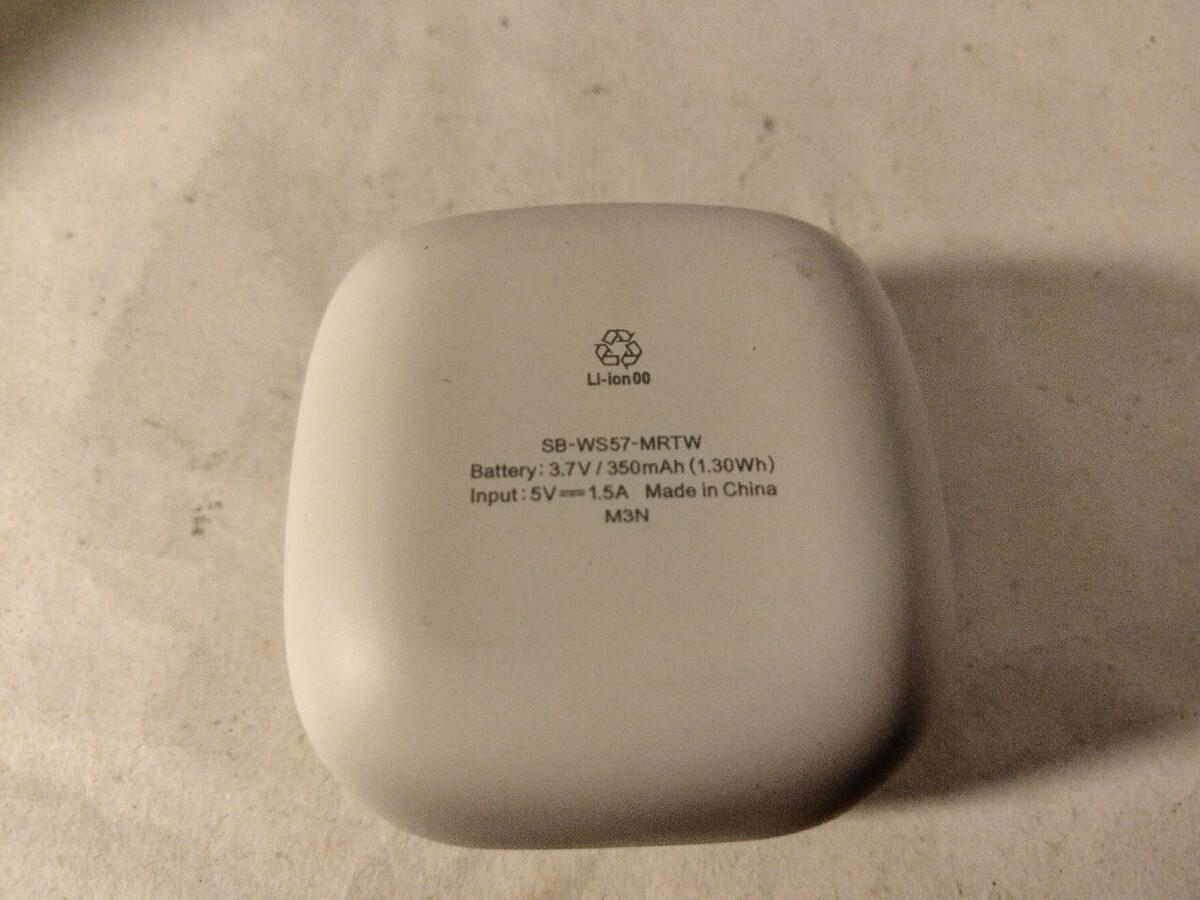 Li-ion00
SB-WS57-MRTW
Battery: 3.7V / 350mAh (1.30Wh)
Input: 5V⎓1.5A Made in China
M3N